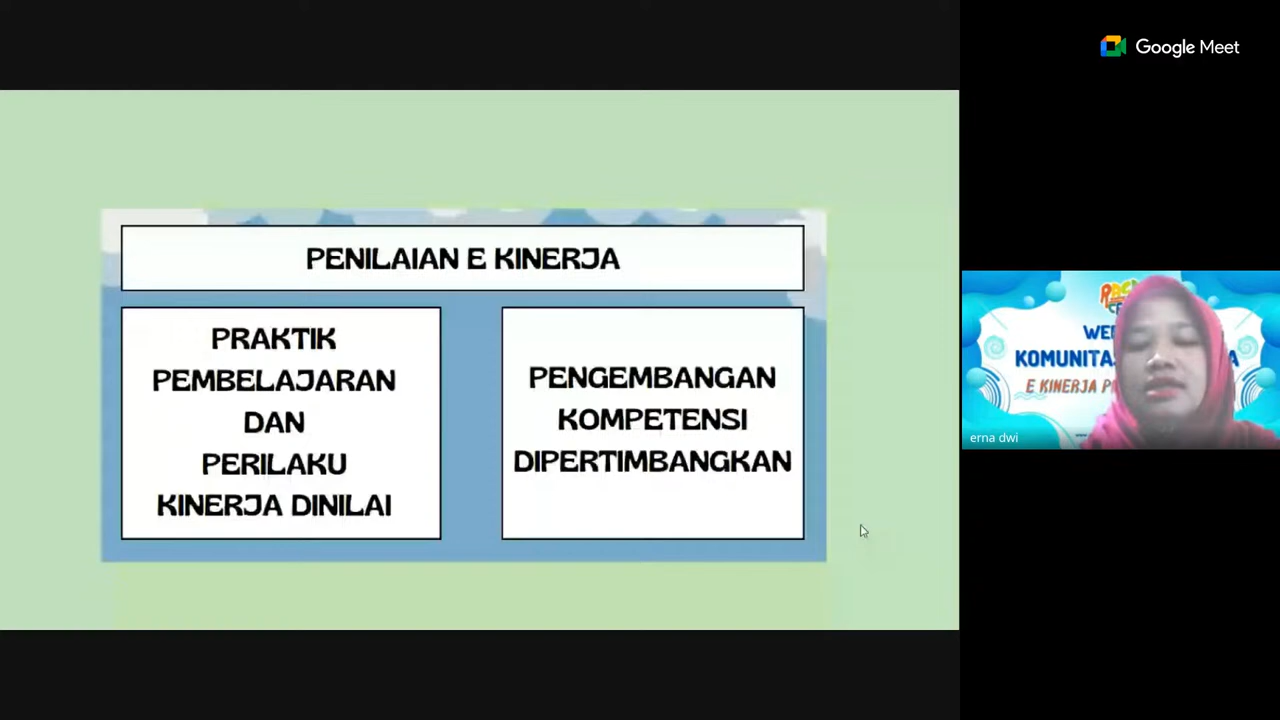 Google Meet
PENILAIAN E KINERJA
PRAKTIK
PEMBELAJARAN
DAN
PERILAKU
KINERJA DINILAI
PENGEMBANGAN
KOMPETENSI
DIPERTIMBANGKAN
KOMUNITAS
E KINERJA
erna dwi